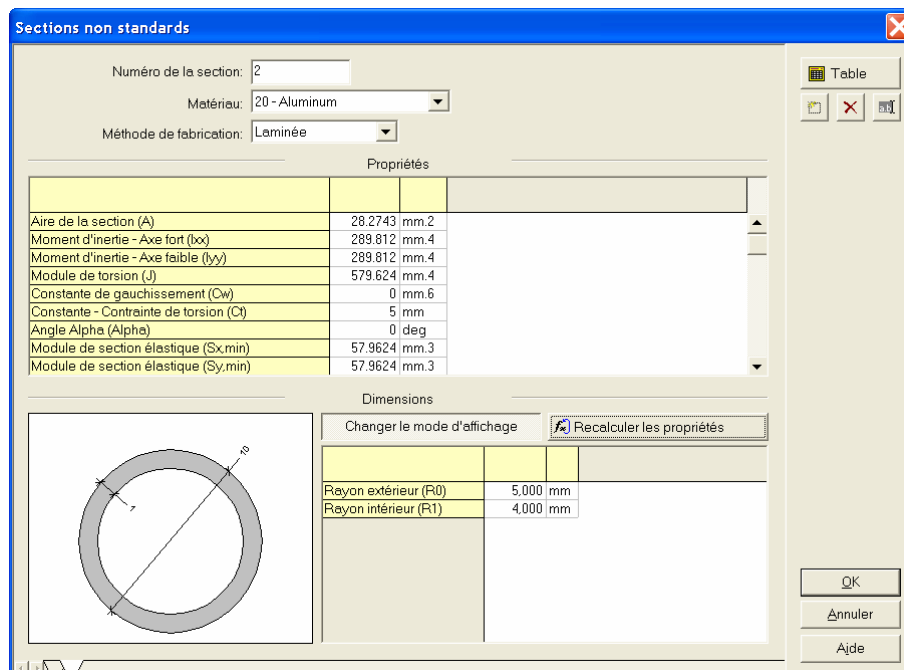 Sections non standards
Numéro de la section: 2
Matériau: 20 - Aluminum
Méthode de fabrication: Laminée
Table
Propriétés
Aire de la section (A) 28.2743 mm.2
Moment d'inertie - Axe fort (Ixx) 289.812 mm.4
Moment d'inertie - Axe faible (Iyy) 289.812 mm.4
Module de torsion (J) 579.624 mm.4
Constante de gauchissement (Cw) 0 mm.6
Constante - Contrainte de torsion (Ct) 5 mm
Angle Alpha (Alpha) 0 deg
Module de section élastique (Sx,min) 57.9624 mm.3
Module de section élastique (Sy,min) 57.9624 mm.3
Dimensions
Changer le mode d'affichage
Recalculer les propriétés
10
1
Rayon extérieur (R0) 5,000 mm
Rayon intérieur (R1) 4,000 mm
OK
Annuler
Aide